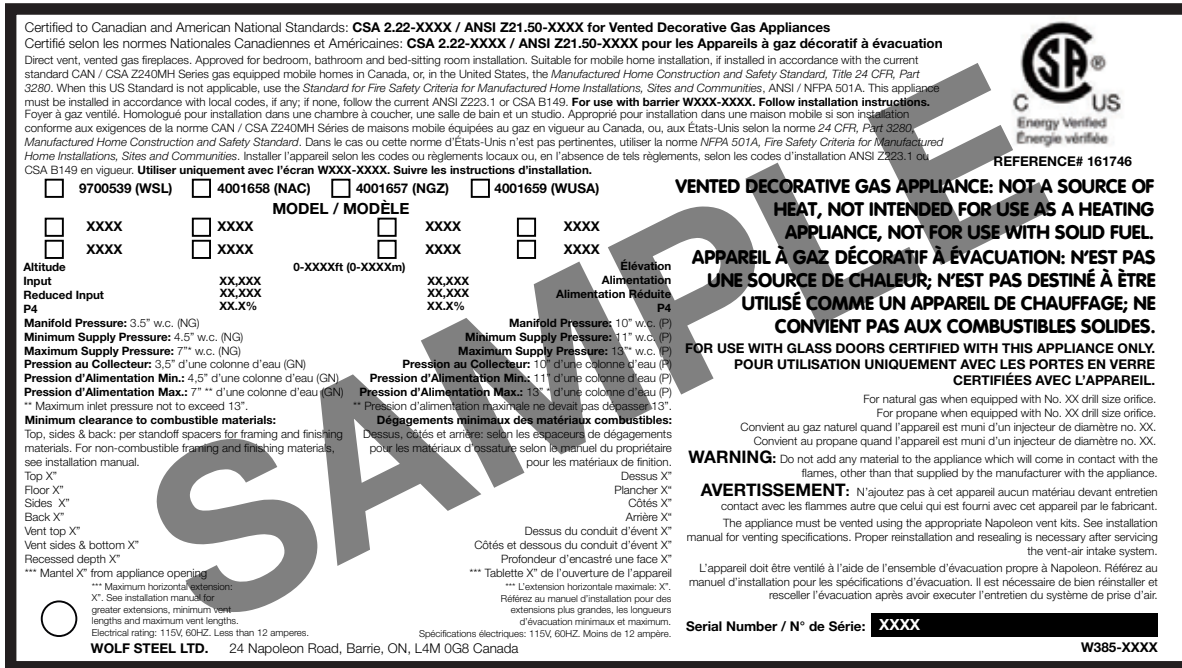 Certified to Canadian and American National Standards: CSA 2.22-XXXX / ANSI Z21.50-XXXX for Vented Decorative Gas Appliances
Certifié selon les normes Nationales Canadiennes et Américaines: CSA 2.22-XXXX / ANSI Z21.50-XXXX pour les Appareils à gaz décoratif à évacuation
Direct vent, vented gas fireplaces. Approved for bedroom, bathroom and bed-sitting room installation. Suitable for mobile home installation, if installed in accordance with the current
standard CAN / CSA Z240MH Series gas equipped mobile homes in Canada, or, in the United States, the Manufactured Home Construction and Safety Standard, Title 24 CFR, Part
3280. When this US Standard is not applicable, use the Standard for Fire Safety Criteria for Manufactured Home Installations, Sites and Communities, ANSI / NFPA 501A. This appliance
must be installed in accordance with local codes, if any; if none, follow the current ANSI Z223.1 or CSA B149. For use with barrier WXXX-XXXX. Follow installation instructions.
Foyer à gaz ventilé. Homologué pour installation dans une chambre à coucher, une salle de bain et un studio. Approprié pour installation dans une maison mobile si son installation
conforme aux exigences de la norme CAN / CSA Z240MH Séries de maisons mobile équipées au gaz en vigueur au Canada, ou, aux États-Unis selon la norme 24 CFR, Part 3280,
Manufactured Home Construction and Safety Standard. Dans le cas ou cette norme d'États-Unis n'est pas pertinentes, utiliser la norme NFPA 501A, Fire Safety Criteria for Manufactured
Home Installations, Sites and Communities. Installer l'appareil selon les codes ou règlements locaux ou, en l'absence de tels règlements, selon les codes d'installation ANSI Z223.1 ou
CSA B149 en vigueur. Utiliser uniquement avec l'écran WXXX-XXXX. Suivre les instructions d'installation.
9700539 (WSL) 4001658 (NAC) 4001657 (NGZ) 4001659 (WUSA)
MODEL / MODÈLE
XXXX XXXX XXXX XXXX
XXXX XXXX XXXX XXXX
Altitude 0-XXXXft (0-XXXXm) Élévation
Input XX,XXX XX,XXX Alimentation
Reduced Input XX,XXX XX,XXX Alimentation Réduite
P4 XX.X% XX.X% P4
Manifold Pressure: 3.5" w.c. (NG) Manifold Pressure: 10" w.c. (P)
Minimum Supply Pressure: 4.5" w.c. (NG) Minimum Supply Pressure: 11" w.c. (P)
Maximum Supply Pressure: 7"* w.c. (NG) Maximum Supply Pressure: 13"* w.c. (P)
Pression au Collecteur: 3,5" d'une colonne d'eau (GN) Pression au Collecteur: 10" d'une colonne d'eau (P)
Pression d'Alimentation Min.: 4,5" d'une colonne d'eau (GN) Pression d'Alimentation Min.: 11" d'une colonne d'eau (P)
Pression d'Alimentation Max.: 7" ** d'une colonne d'eau (GN) Pression d'Alimentation Max.: 13" * d'une colonne d'eau (P)
** Maximum inlet pressure not to exceed 13". ** Pression d'alimentation maximale ne devait pas dépasser 13".
Minimum clearance to combustible materials: Dégagements minimaux des matériaux combustibles:
Top, sides & back: per standoff spacers for framing and finishing Dessus, côtés et arrière: selon les espaceurs de dégagements
materials. For non-combustible framing and finishing materials, pour les matériaux d'ossature selon le manuel du propriétaire
see installation manual. pour les matériaux de finition.
Top X" Dessus X"
Floor X" Plancher X"
Sides X" Côtés X"
Back X" Arrière X"
Vent top X" Dessus du conduit d'évent X"
Vent sides & bottom X" Côtés et dessous du conduit d'évent X"
Recessed depth X" Profondeur d'encastré une face X"
*** Mantel X" from appliance opening *** Tablette X" de l'ouverture de l'appareil
*** Maximum horizontal extension: *** L'extension horizontale maximale: X".
X". See installation manual for Référez au manuel d'installation pour des
greater extensions, minimum vent extensions plus grandes, les longueurs
lengths and maximum vent lengths. d'évacuation minimaux et maximum.
Electrical rating: 115V, 60HZ. Less than 12 amperes. Spécifications électriques: 115V, 60HZ. Moins de 12 ampère.
WOLF STEEL LTD. 24 Napoleon Road, Barrie, ON, L4M 0G8 Canada
SA ®
C US
Energy Verified
Énergie vérifiée
REFERENCE# 161746
VENTED DECORATIVE GAS APPLIANCE: NOT A SOURCE OF
HEAT, NOT INTENDED FOR USE AS A HEATING
APPLIANCE, NOT FOR USE WITH SOLID FUEL.
APPAREIL À GAZ DÉCORATIF À ÉVACUATION: N'EST PAS
UNE SOURCE DE CHALEUR; N'EST PAS DESTINÉ À ÈTRE
UTILISÉ COMME UN APPAREIL DE CHAUFFAGE; NE
CONVIENT PAS AUX COMBUSTIBLES SOLIDES.
FOR USE WITH GLASS DOORS CERTIFIED WITH THIS APPLIANCE ONLY.
POUR UTILISATION UNIQUEMENT AVEC LES PORTES EN VERRE
CERTIFIÉES AVEC L'APPAREIL.
For natural gas when equipped with No. XX drill size orifice.
For propane when equipped with No. XX drill size orifice.
Convient au gaz naturel quand l'appareil est muni d'un injecteur de diamètre no. XX.
Convient au propane quand l'appareil est muni d'un injecteur de diamètre no. XX.
WARNING: Do not add any material to the appliance which will come in contact with the
flames, other than that supplied by the manufacturer with the appliance.
AVERTISSEMENT: N'ajoutez pas à cet appareil aucun matériau devant entretien
contact avec les flammes autre que celui qui est fourni avec cet appareil par le fabricant.
The appliance must be vented using the appropriate Napoleon vent kits. See installation
manual for venting specifications. Proper reinstallation and resealing is necessary after servicing
the vent-air intake system.
L'appareil doit être ventilé à l'aide de l'ensemble d'évacuation propre à Napoleon. Référez au
manuel d'installation pour les spécifications d'évacuation. Il est nécessaire de bien réinstaller et
resceller l'évacuation après avoir executer l'entretien du système de prise d'air.
Serial Number / N° de Série: XXXX
W385-XXXX
SAMPLE